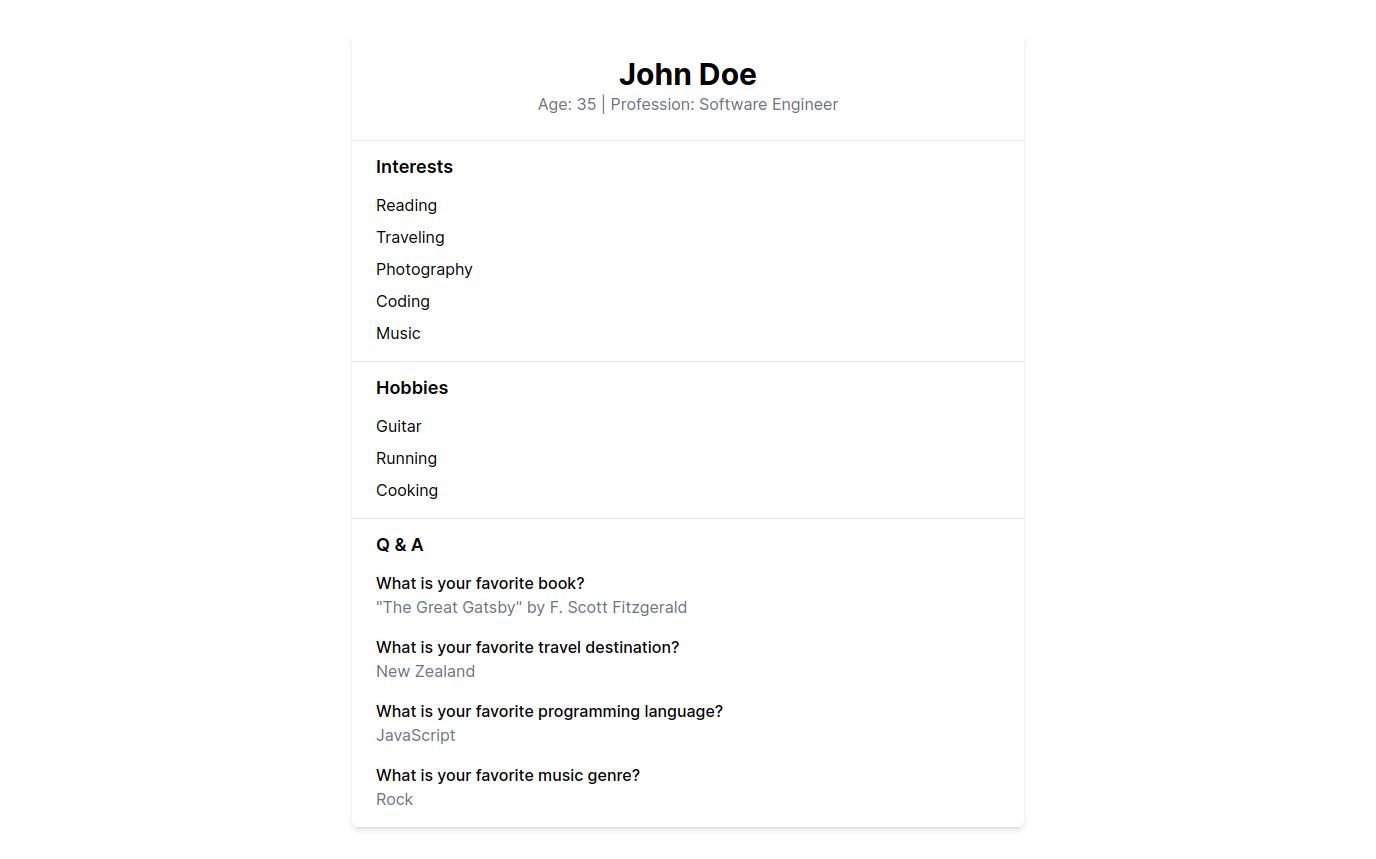 John Doe
Age: 35 | Profession: Software Engineer
Interests
Reading
Traveling
Photography
Coding
Music
Hobbies
Guitar
Running
Cooking
Q & A
What is your favorite book?
"The Great Gatsby" by F. Scott Fitzgerald
What is your favorite travel destination?
New Zealand
What is your favorite programming language?
JavaScript
What is your favorite music genre?
Rock